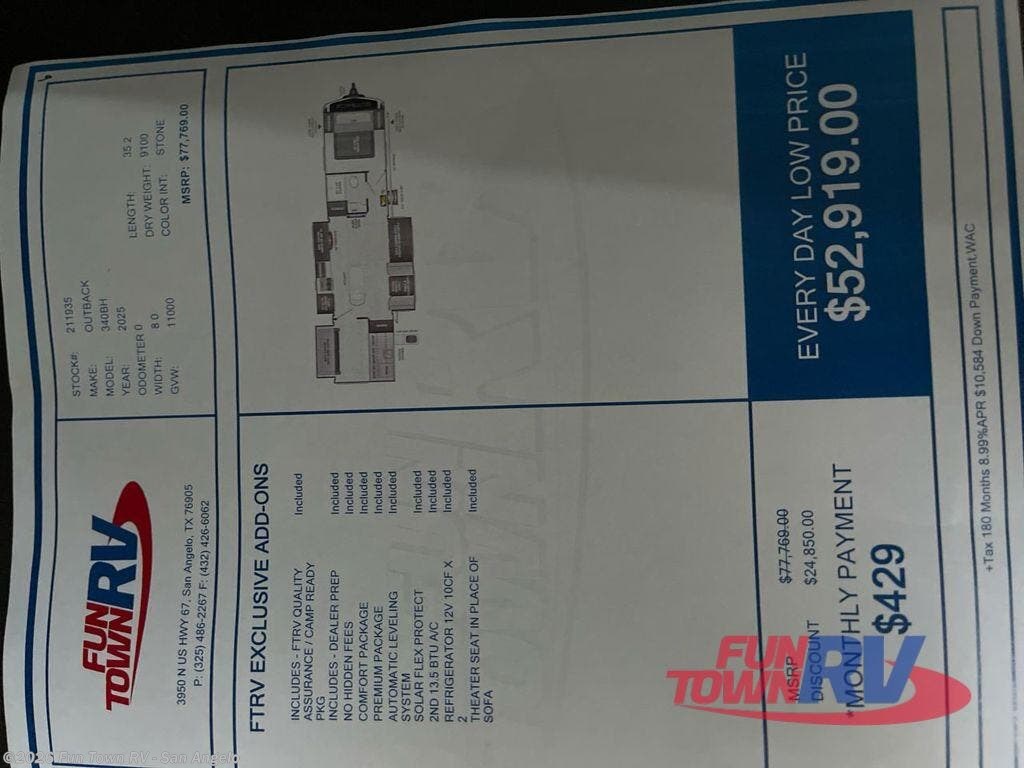 FUN
TOWN RV
3950 N US HWY 67, San Angelo, TX 76905
P: (325) 486-2267 F: (432) 426-6062
STOCK#: 211935
MAKE: OUTBACK
MODEL: 340BH
YEAR: 2025
ODOMETER 0
WIDTH: 8 0
GVW: 11000
LENGTH: 35 2
DRY WEIGHT: 9100
COLOR INT: STONE
MSRP: $77,769.00
FTRV EXCLUSIVE ADD-ONS
INCLUDES - FTRV QUALITY Included
ASSURANCE / CAMP READY
PKG
INCLUDES - DEALER PREP Included
NO HIDDEN FEES Included
COMFORT PACKAGE Included
PREMIUM PACKAGE Included
AUTOMATIC LEVELING Included
SYSTEM
SOLAR FLEX PROTECT Included
2ND 13,5 BTU A/C Included
REFRIGERATOR 12V 10CF X Included
2
THEATER SEAT IN PLACE OF Included
SOFA
MSRP $77,769.00
DISCOUNT $24,850.00
*MONTHLY PAYMENT
$429
EVERY DAY LOW PRICE
$52,919.00
+Tax 180 Months 8.99%APR $10,584 Down Payment,WAC
FUN
TOWN RV
Fun Town RV - San Angelo